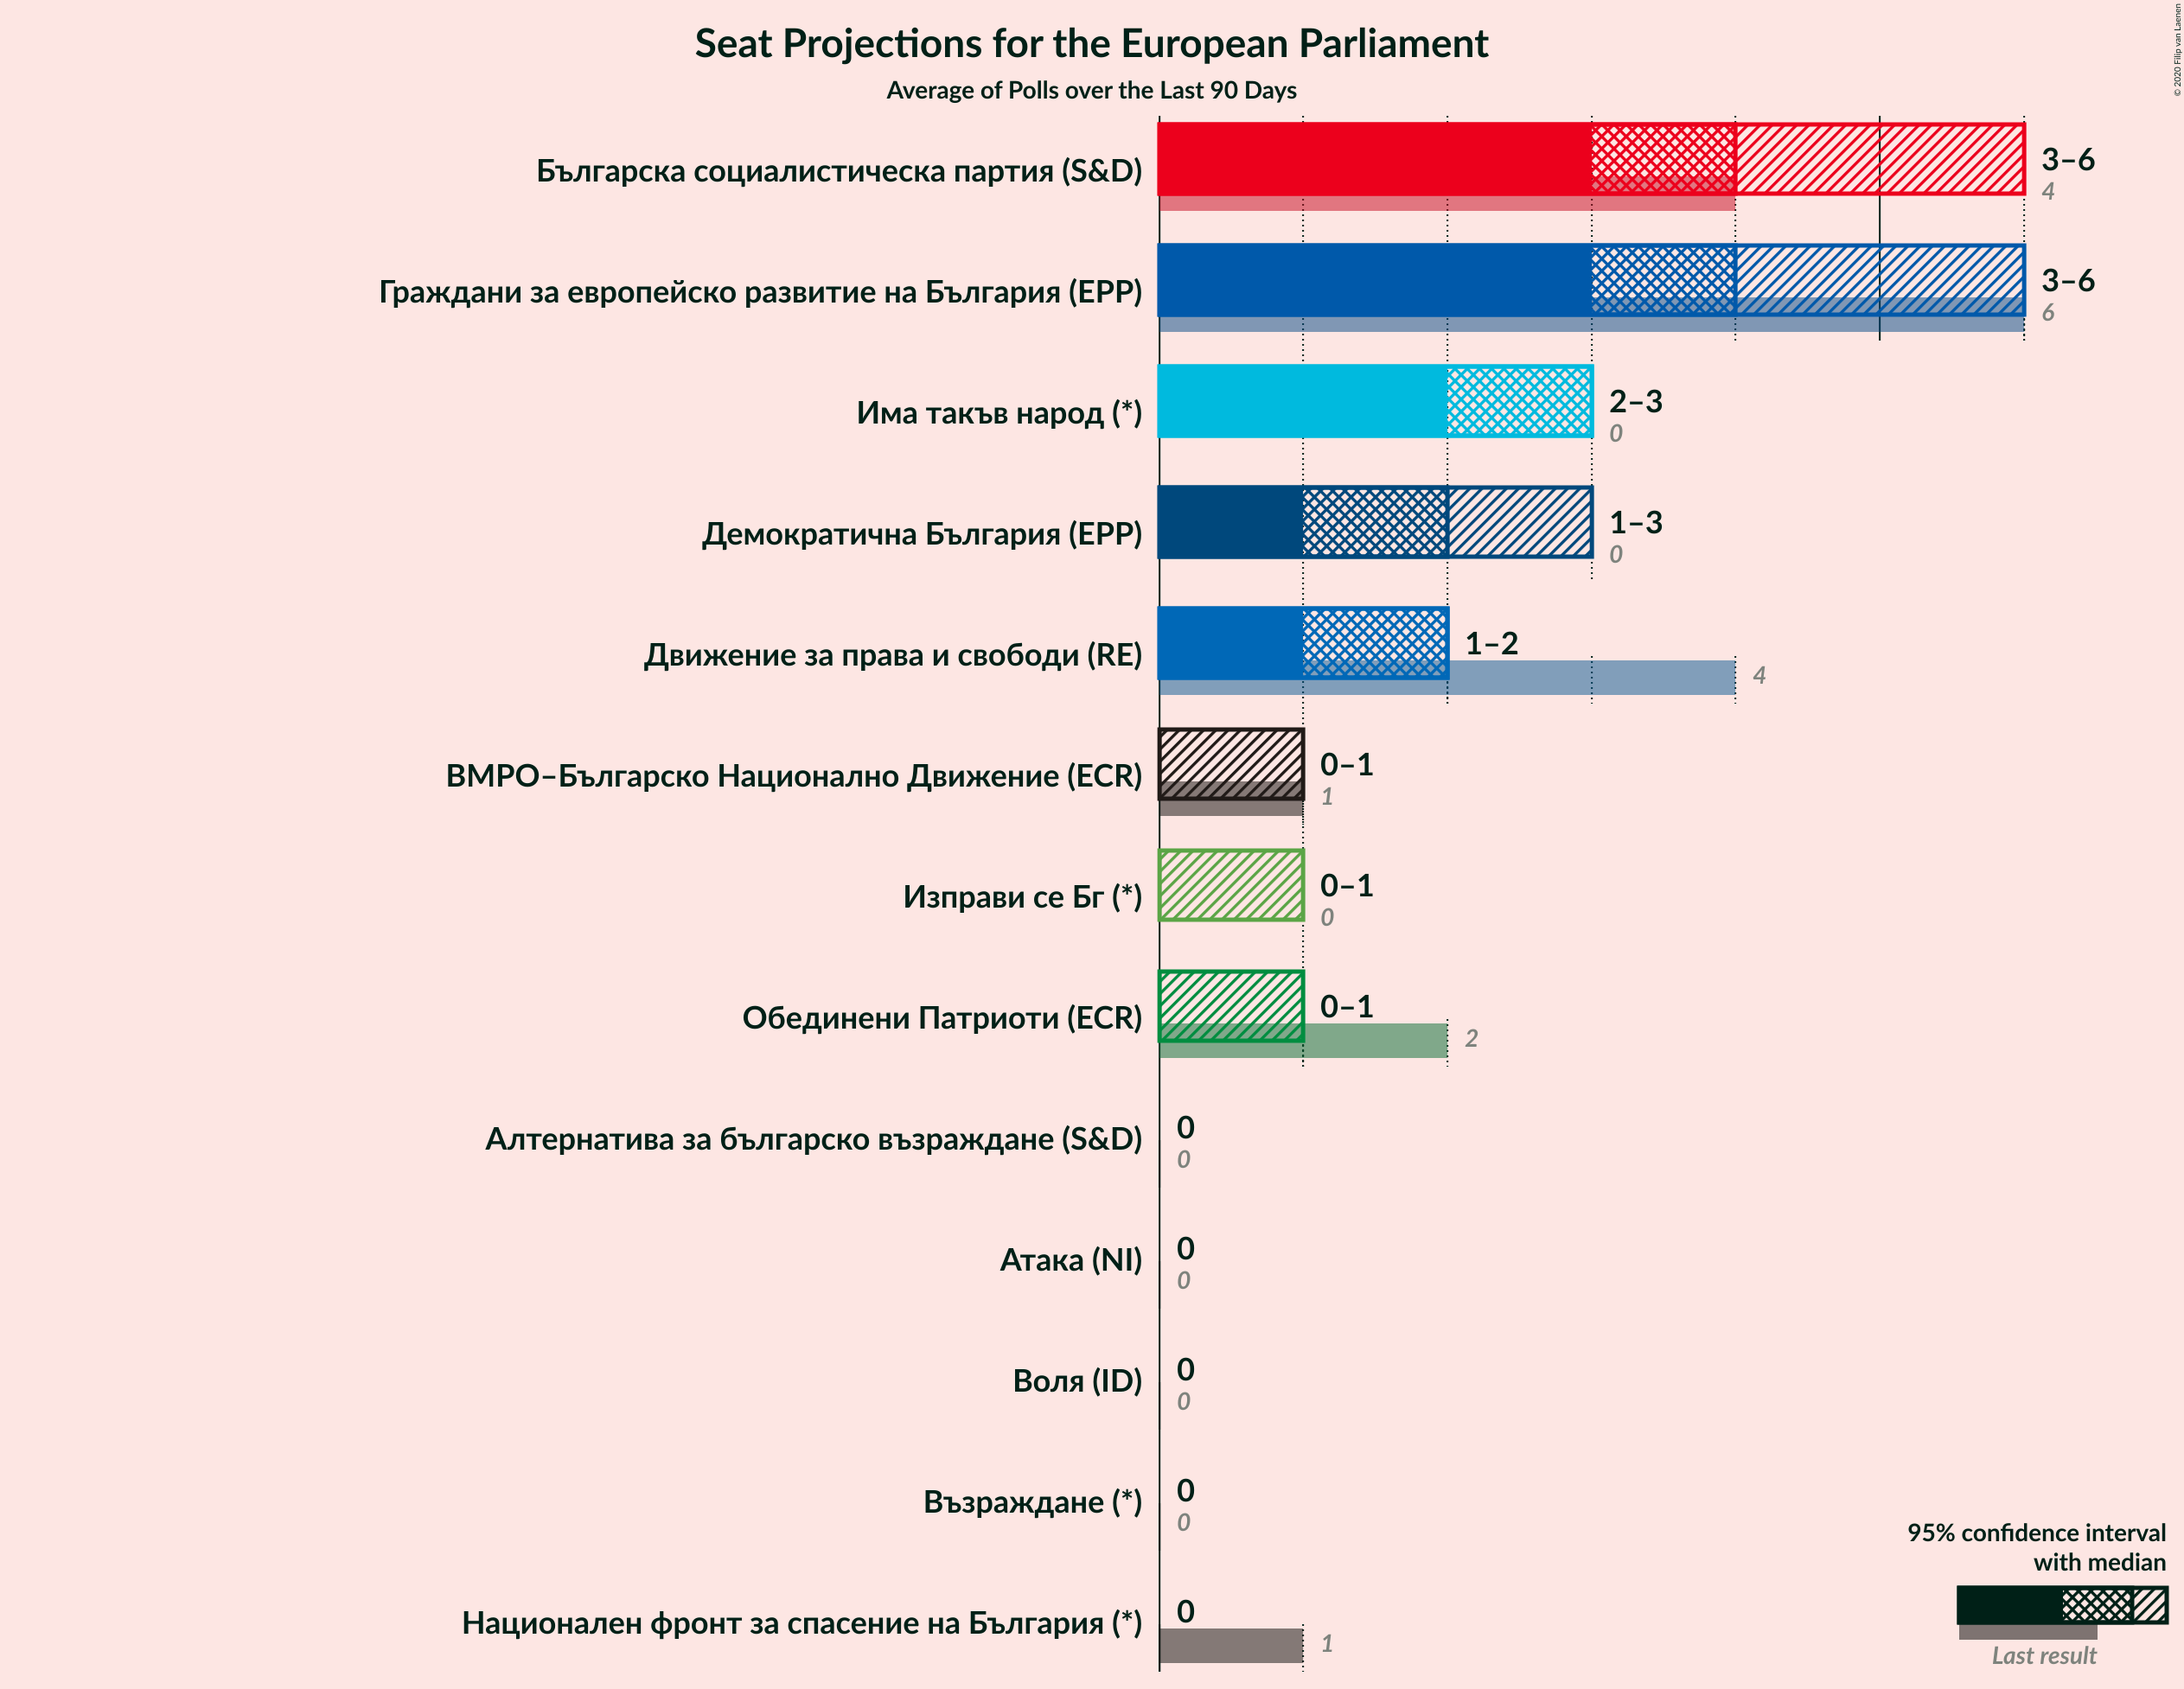 Seat Projections for the European Parliament
Average of Polls over the Last 90 Days
© 2020 Filip van Laenen
Българска социалистическа партия (S&D)
3–6
4
Граждани за европейско развитие на България (EPP)
3–6
6
Има такъв народ (*)
2–3
0
Демократична България (EPP)
1–3
0
Движение за права и свободи (RE)
1–2
4
ВМРО–Българско Национално Движение (ECR)
0–1
1
Изправи се Бг (*)
0–1
0
Обединени Патриоти (ECR)
0–1
2
Алтернатива за българско възраждане (S&D)
0
0
Атака (NI)
0
0
Воля (ID)
0
0
Възраждане (*)
0
0
Национален фронт за спасение на България (*)
0
1
95% confidence interval
with median
Last result